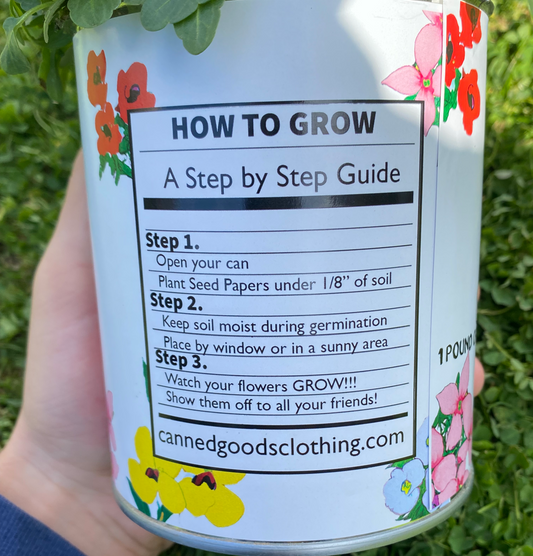 HOW TO GROW
A Step by Step Guide
Step 1.
Open your can
Plant Seed Papers under 1/8” of soil
Step 2.
Keep soil moist during germination
Place by window or in a sunny area
Step 3.
Watch your flowers GROW!!!
Show them off to all your friends!
cannedgoodsclothing.com
1 POUND